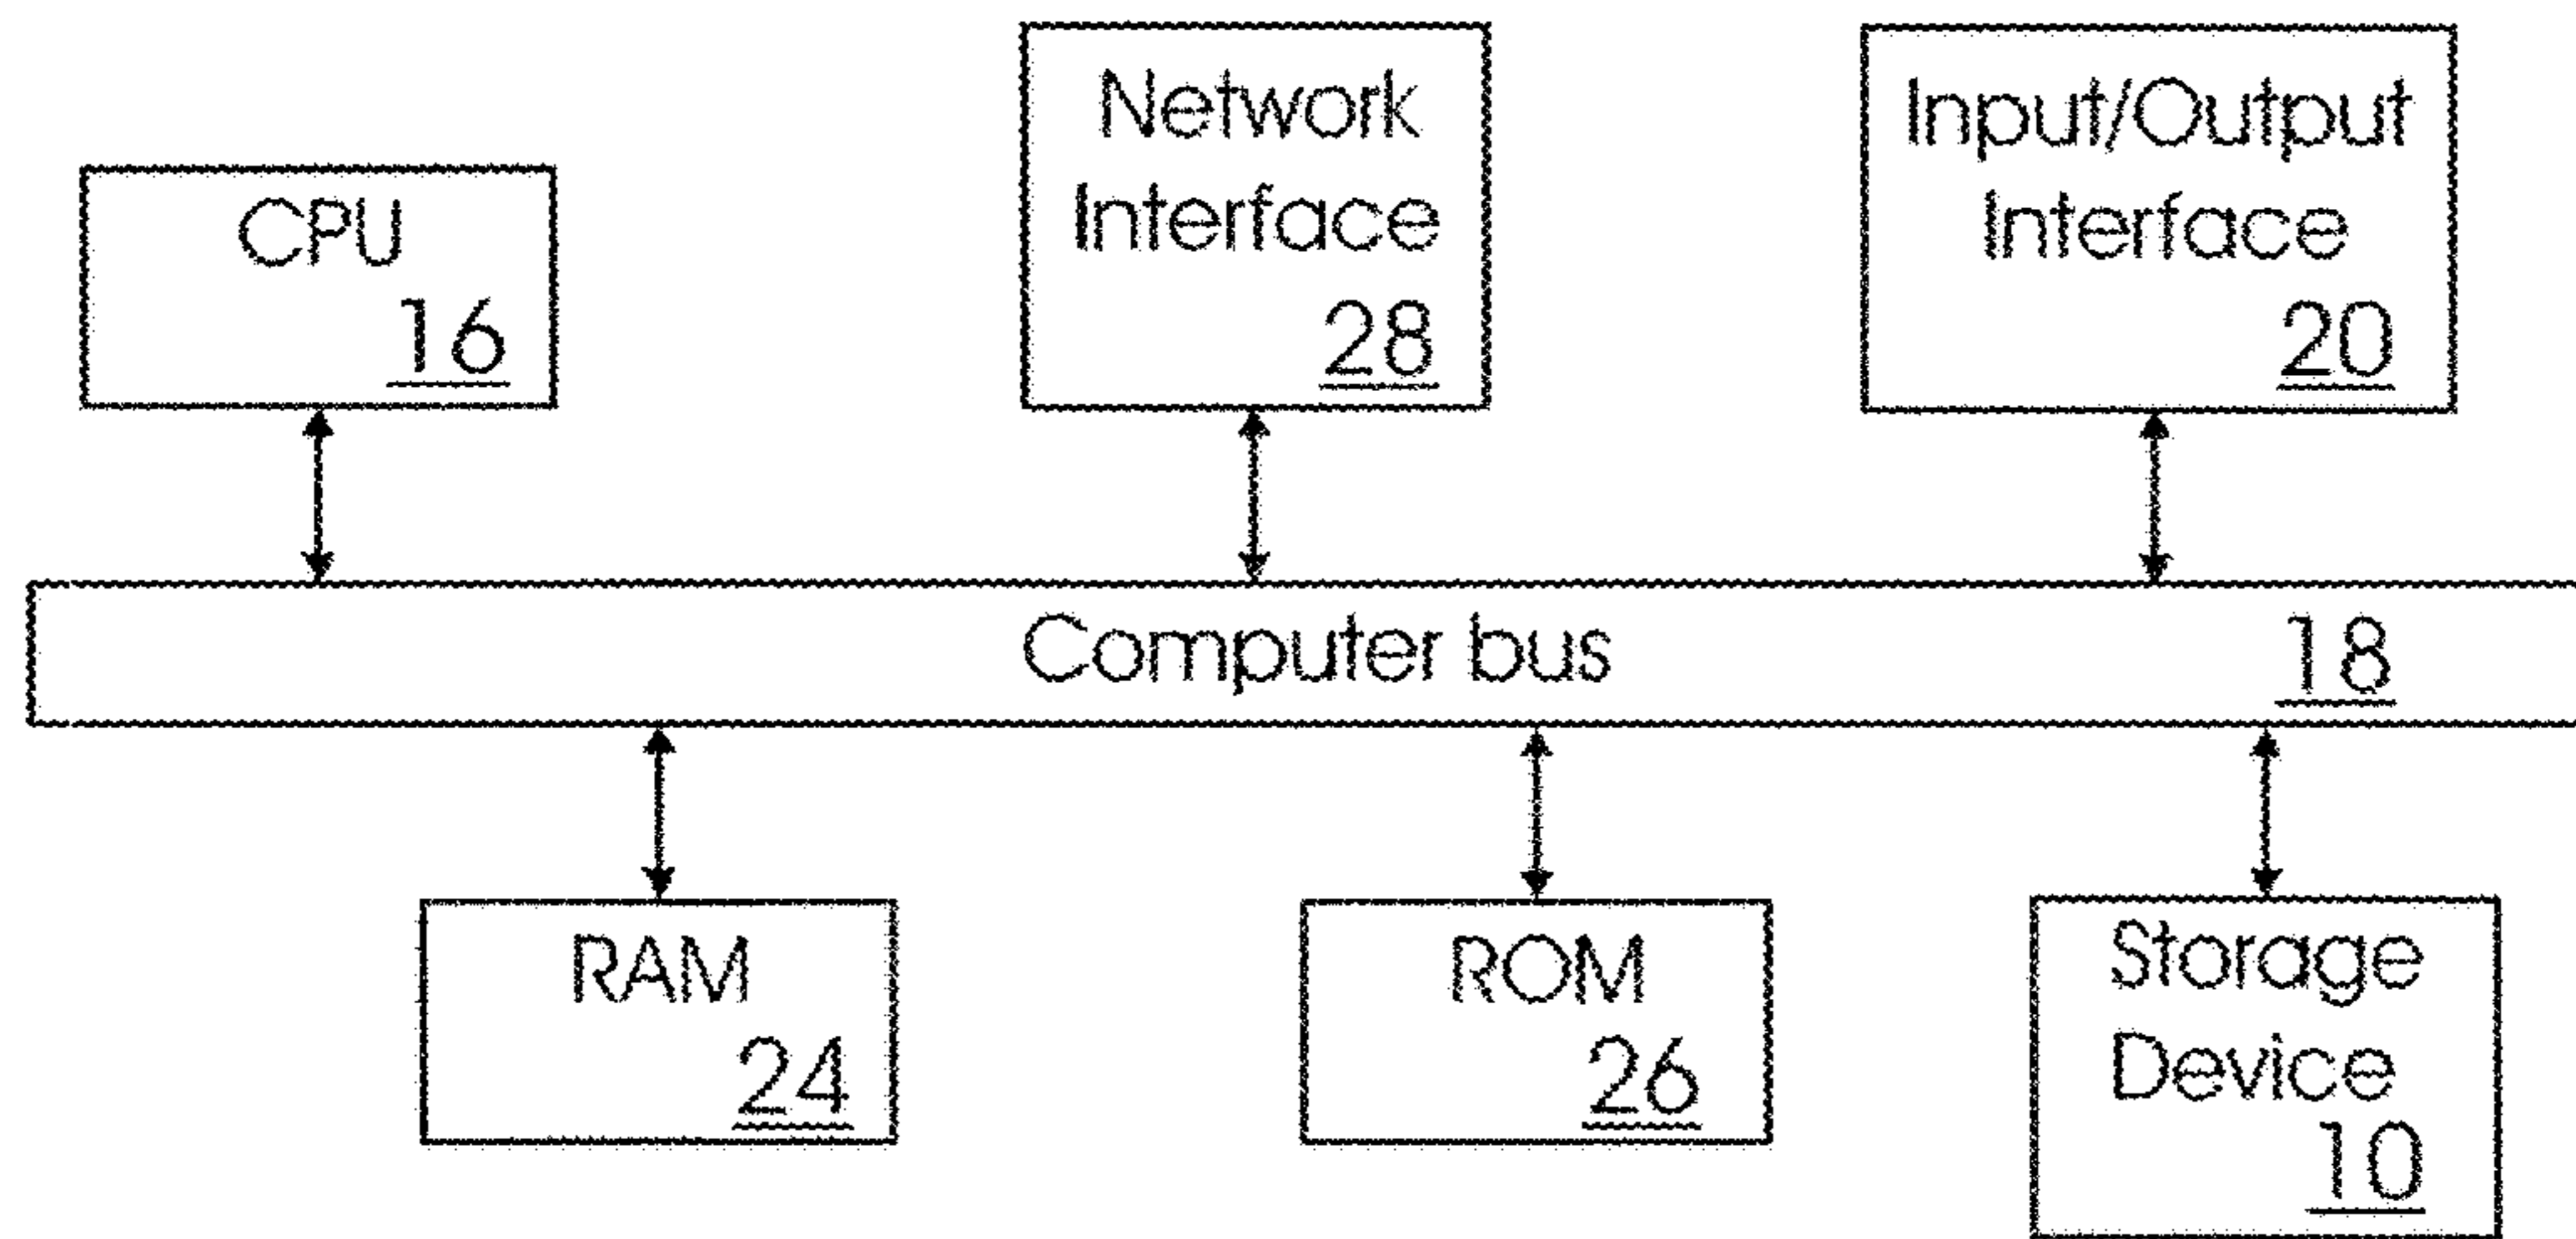 CPU
16
Network
Interface
28
Input/Output
Interface
20
Computer bus
18
RAM
24
ROM
26
Storage
Device
10